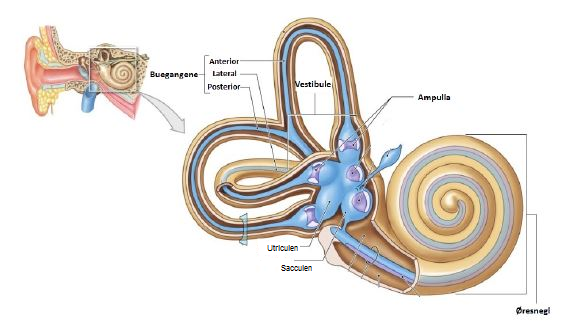 Anterior
Buegangene
Lateral
Posterior
Vestibule
Ampulla
Utriculen
Sacculen
Øresnegl